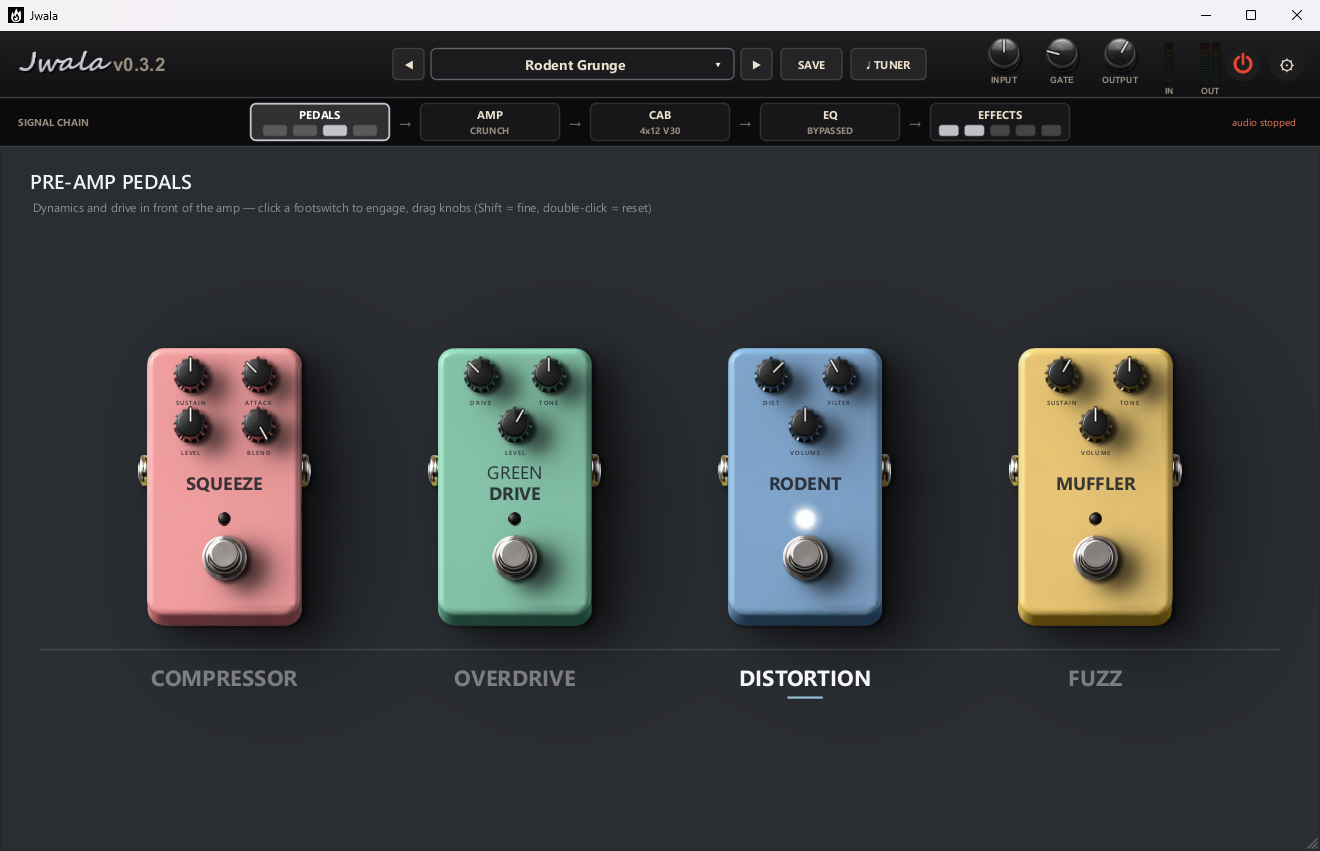 Jwala
Jwala v0.3.2
Rodent Grunge
SAVE
TUNER
INPUT
GATE
OUTPUT
IN
OUT
SIGNAL CHAIN
PEDALS
AMP
CRUNCH
CAB
4x12 V30
EQ
BYPASSED
EFFECTS
audio stopped
PRE-AMP PEDALS
Dynamics and drive in front of the amp — click a footswitch to engage, drag knobs (Shift = fine, double-click = reset)
SUSTAIN
ATTACK
LEVEL
BLEND
SQUEEZE
DRIVE
TONE
LEVEL
GREEN
DRIVE
DIST
FILTER
VOLUME
RODENT
SUSTAIN
TONE
VOLUME
MUFFLER
COMPRESSOR
OVERDRIVE
DISTORTION
FUZZ